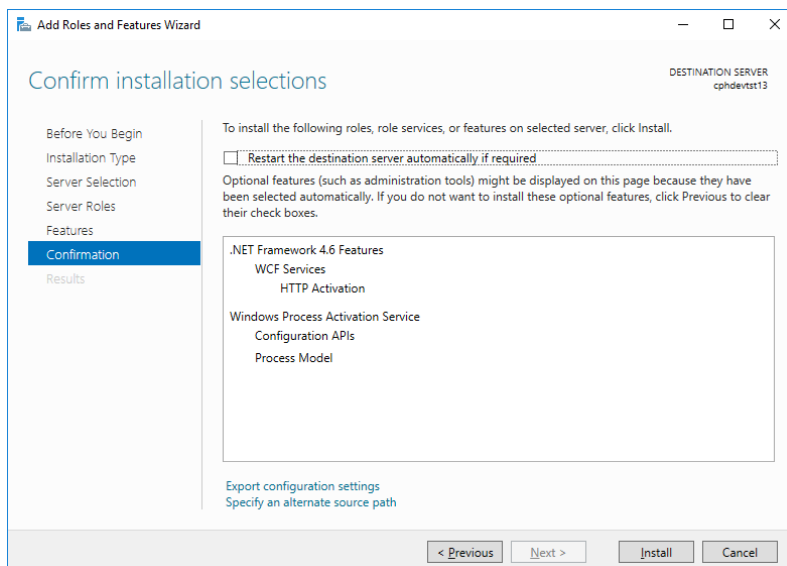 Add Roles and Features Wizard
Confirm installation selections
DESTINATION SERVER
cphdevtst13
Before You Begin
Installation Type
Server Selection
Server Roles
Features
Confirmation
Results
To install the following roles, role services, or features on selected server, click Install.
Restart the destination server automatically if required
Optional features (such as administration tools) might be displayed on this page because they have
been selected automatically. If you do not want to install these optional features, click Previous to clear
their check boxes.
.NET Framework 4.6 Features
WCF Services
HTTP Activation
Windows Process Activation Service
Configuration APIs
Process Model
Export configuration settings
Specify an alternate source path
< Previous
Next >
Install
Cancel